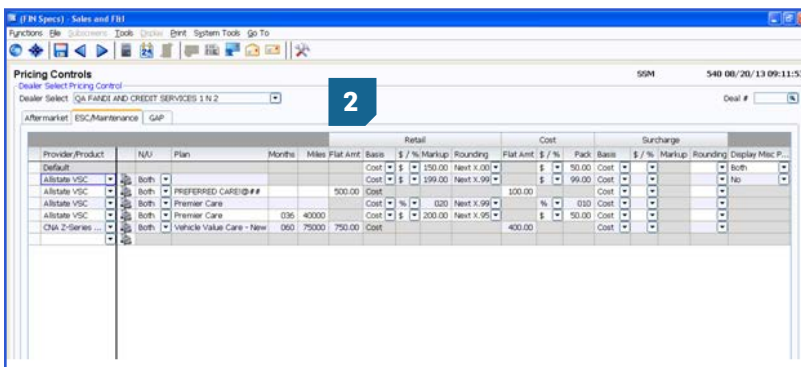 (FIN Specs) - Sales and F&I
Functions File Subscreens Tools Display Print System Tools Go To
Pricing Controls SSM 540 08/20/13 09:11:53
Dealer Select Pricing Control
Dealer Select QA FANDI AND CREDIT SERVICES 1 N 2 Deal #
2
Aftermarket ESC/Maintenance GAP
Retail Cost Surcharge
Provider/Product N/U Plan Months Miles Flat Amt Basis $ / % Markup Rounding Flat Amt $ / % Pack Basis $ / % Markup Rounding Display Misc P...
Default Cost $ 150.00 Next X.00 $ 50.00 Cost Both
Allstate VSC Both Cost $ 199.00 Next X.99 $ 99.00 Cost No
Allstate VSC Both PREFERRED CARE!@## 500.00 Cost 100.00 Cost
Allstate VSC Both Premier Care Cost % 020 Next X.99 % 010 Cost
Allstate VSC Both Premier Care 036 40000 Cost $ 200.00 Next X.95 $ 50.00 Cost
CNA Z-Series ... Both Vehicle Value Care - New 060 75000 750.00 Cost 400.00 Cost